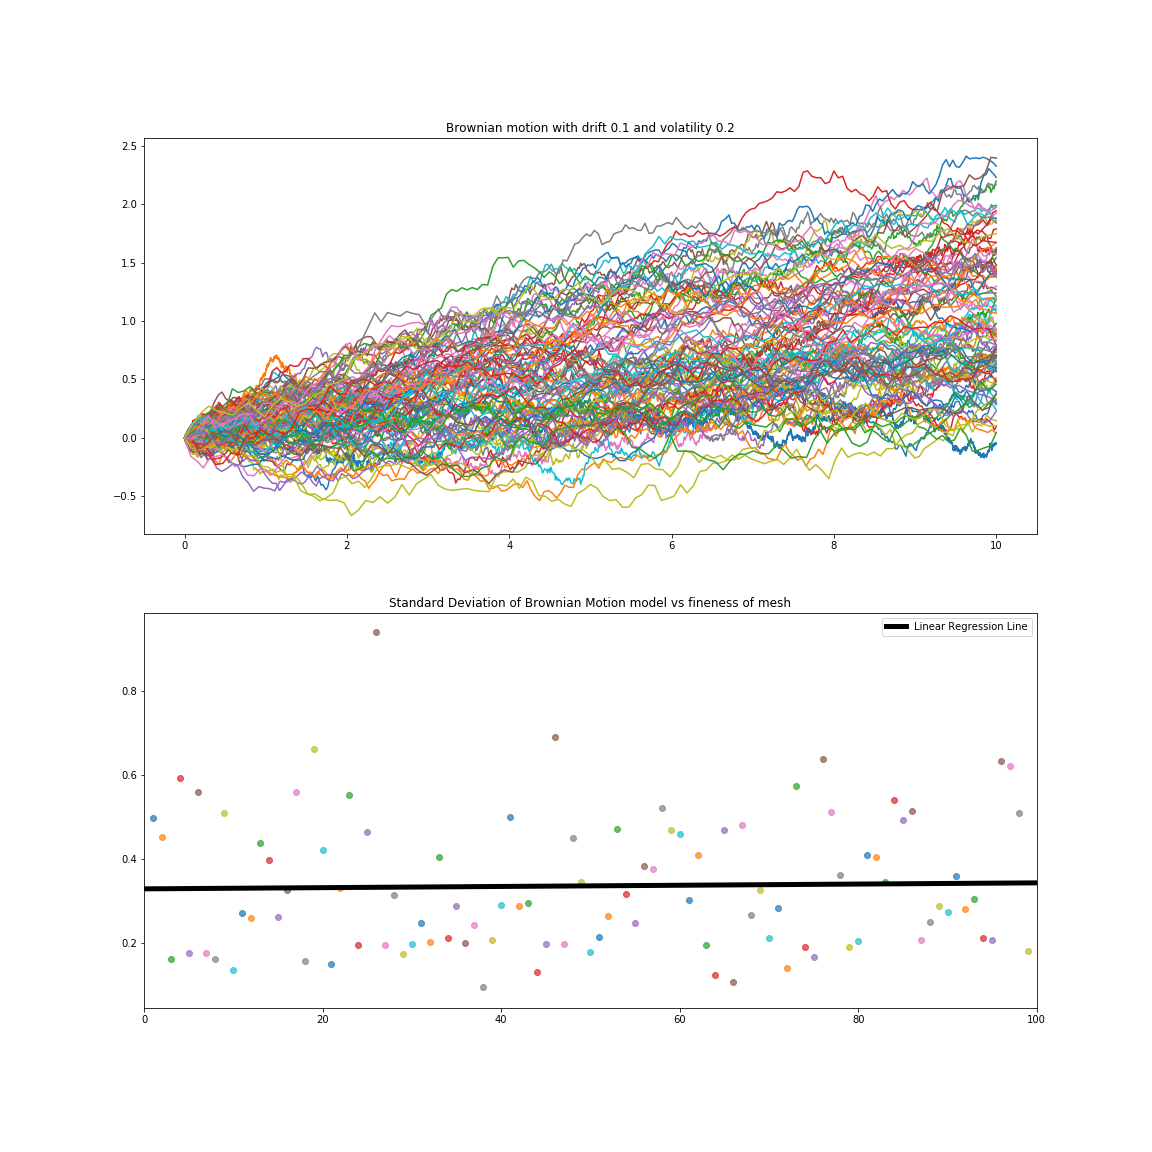 Brownian motion with drift 0.1 and volatility 0.2
2.5
2.0
1.5
1.0
0.5
0.0
−0.5
0 2 4 6 8 10
Standard Deviation of Brownian Motion model vs fineness of mesh
Linear Regression Line
0.8
0.6
0.4
0.2
0 20 40 60 80 100